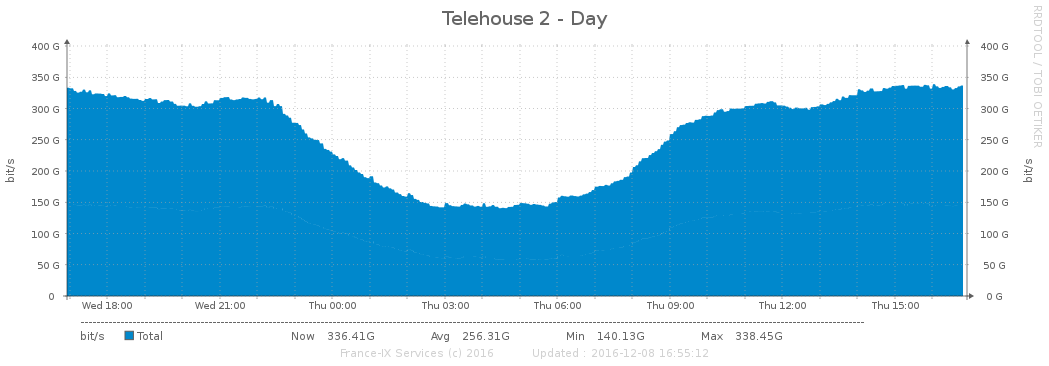 Telehouse 2 - Day
RRDTOOL / TOBI OETIKER
bit/s
400 G 400 G
350 G 350 G
300 G 300 G
250 G 250 G
200 G 200 G
150 G 150 G
100 G 100 G
50 G 50 G
0 0 G
bit/s
Wed 18:00 Wed 21:00 Thu 00:00 Thu 03:00 Thu 06:00 Thu 09:00 Thu 12:00 Thu 15:00
bit/s Total Now 336.41G Avg 256.31G Min 140.13G Max 338.45G
France-IX Services (c) 2016 Updated : 2016-12-08 16:55:12